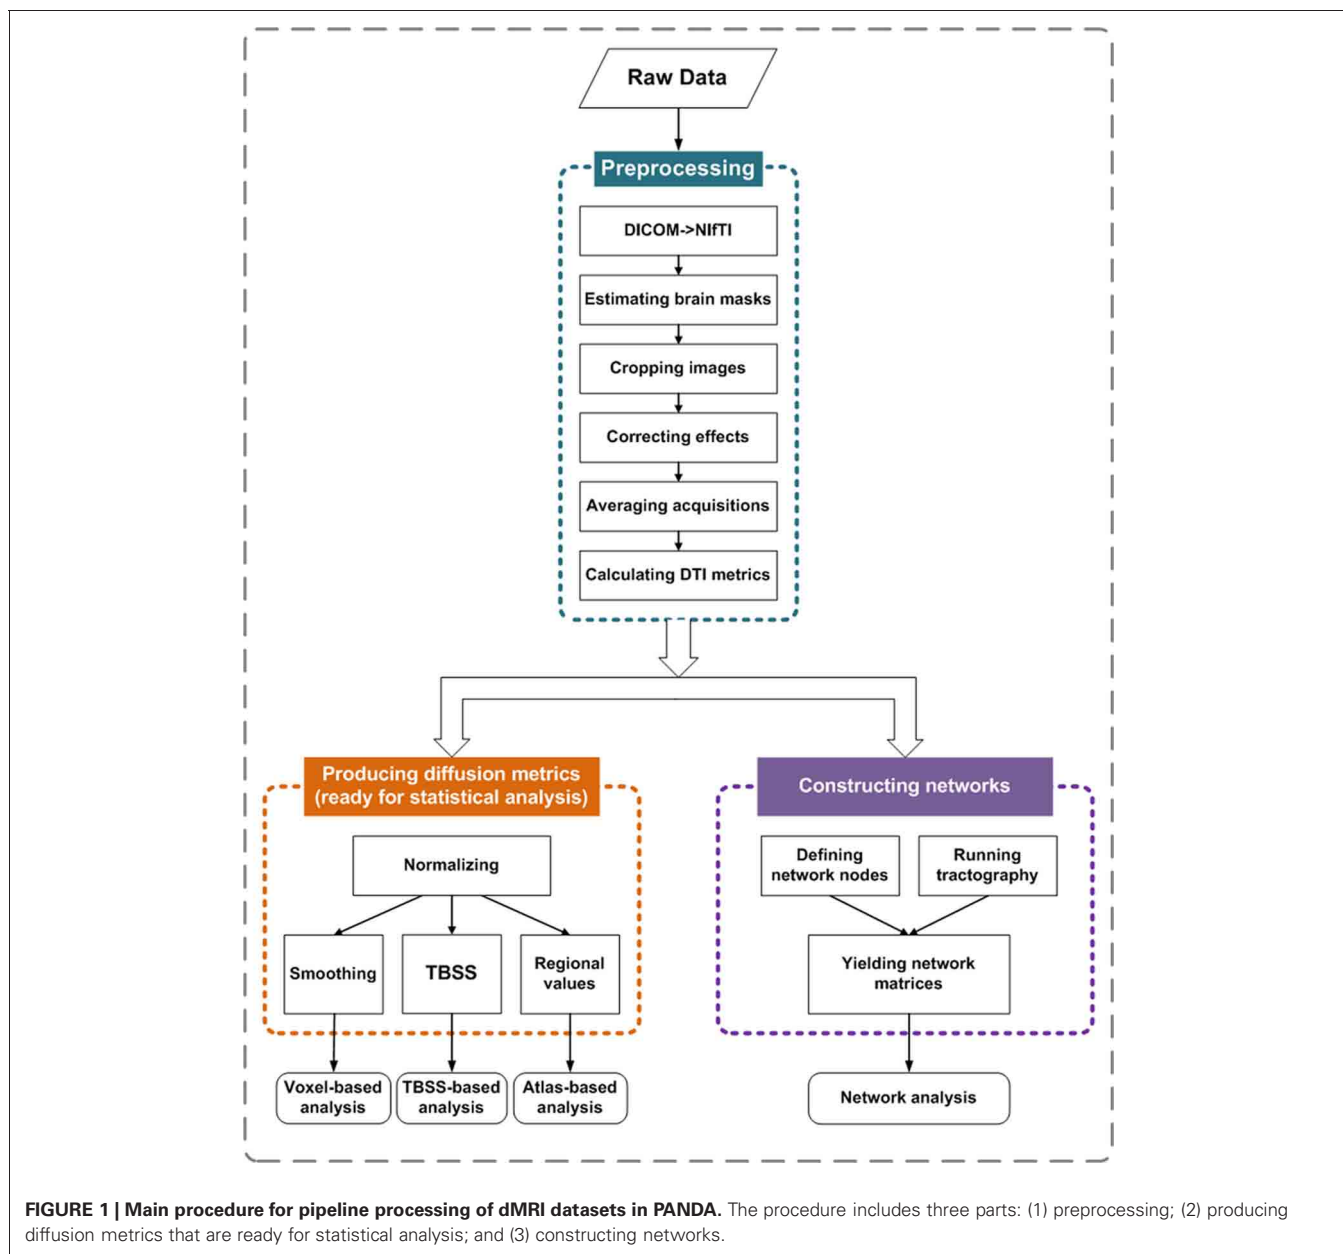 Raw Data
Preprocessing
DICOM->NIfTI
Estimating brain masks
Cropping images
Correcting effects
Averaging acquisitions
Calculating DTI metrics
Producing diffusion metrics
(ready for statistical analysis)
Normalizing
Smoothing
TBSS
Regional
values
Voxel-based
analysis
TBSS-based
analysis
Atlas-based
analysis
Constructing networks
Defining
network nodes
Running
tractography
Yielding network
matrices
Network analysis
FIGURE 1 | Main procedure for pipeline processing of dMRI datasets in PANDA. The procedure includes three parts: (1) preprocessing; (2) producing
diffusion metrics that are ready for statistical analysis; and (3) constructing networks.